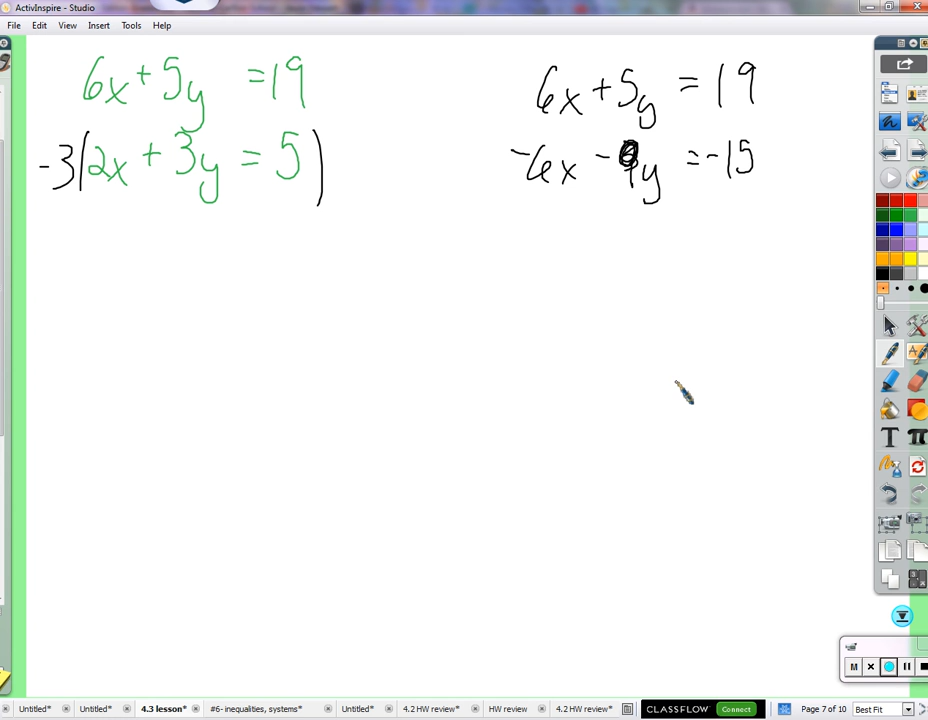 ActivInspire - Studio
File Edit View Insert Tools Help
6x + 5y = 19
-3(2x + 3y = 5)
6x + 5y = 19
-6x - 9y = -15
Untitled* Untitled* 4.3 lesson* #6- inequalities, systems* Untitled* 4.2 HW review* HW review 4.2 HW review* CLASSFLOW Connect Page 7 of 10 Best Fit